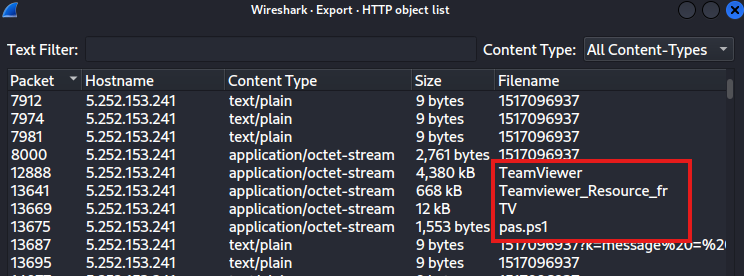 Wireshark · Export · HTTP object list
Text Filter: Content Type: All Content-Types
Packet Hostname Content Type Size Filename
7912 5.252.153.241 text/plain 9 bytes 1517096937
7974 5.252.153.241 text/plain 9 bytes 1517096937
7981 5.252.153.241 text/plain 9 bytes 1517096937
8000 5.252.153.241 application/octet-stream 2,761 bytes 1517096937
12888 5.252.153.241 application/octet-stream 4,380 kB TeamViewer
13641 5.252.153.241 application/octet-stream 668 kB Teamviewer_Resource_fr
13669 5.252.153.241 application/octet-stream 12 kB TV
13675 5.252.153.241 application/octet-stream 1,553 bytes pas.ps1
13687 5.252.153.241 text/plain 9 bytes 1517096937?k=message%20=%20
13695 5.252.153.241 text/plain 9 bytes 1517096937